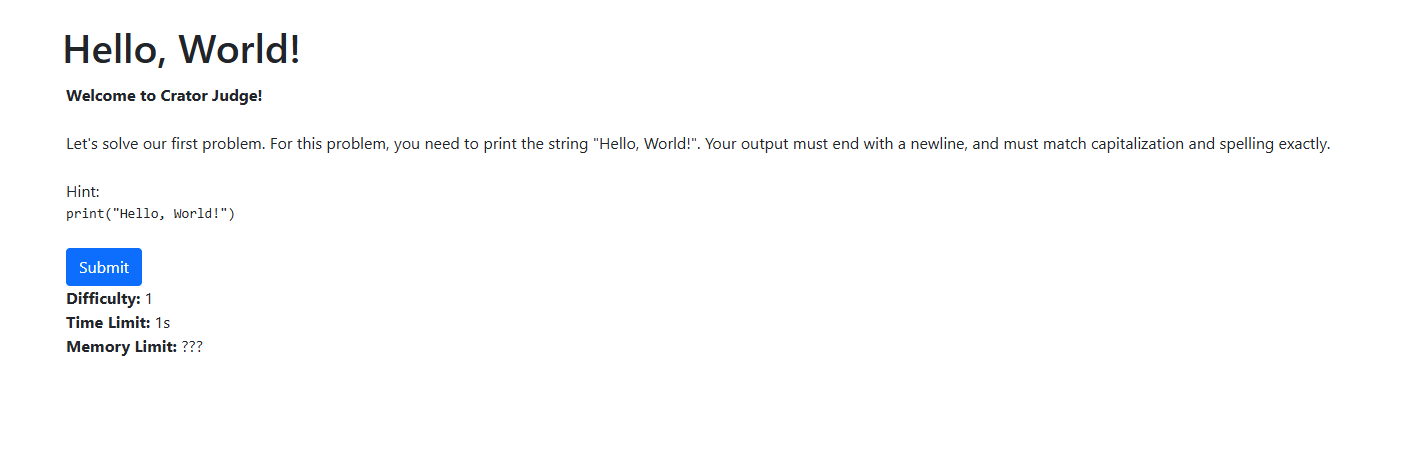 Hello, World!
Welcome to Crator Judge!
Let's solve our first problem. For this problem, you need to print the string "Hello, World!". Your output must end with a newline, and must match capitalization and spelling exactly.
Hint:
print("Hello, World!")
Submit
Difficulty: 1
Time Limit: 1s
Memory Limit: ???